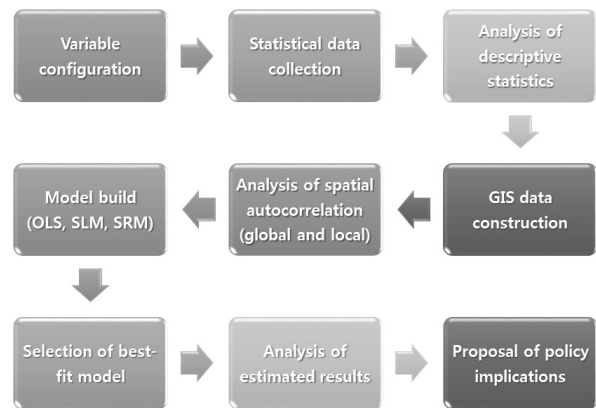 Variable
configuration
Statistical data
collection
Analysis of
descriptive
statistics
GIS data
construction
Analysis of spatial
autocorrelation
(global and local)
Model build
(OLS, SLM, SRM)
Selection of best-
fit model
Analysis of
estimated results
Proposal of policy
implications